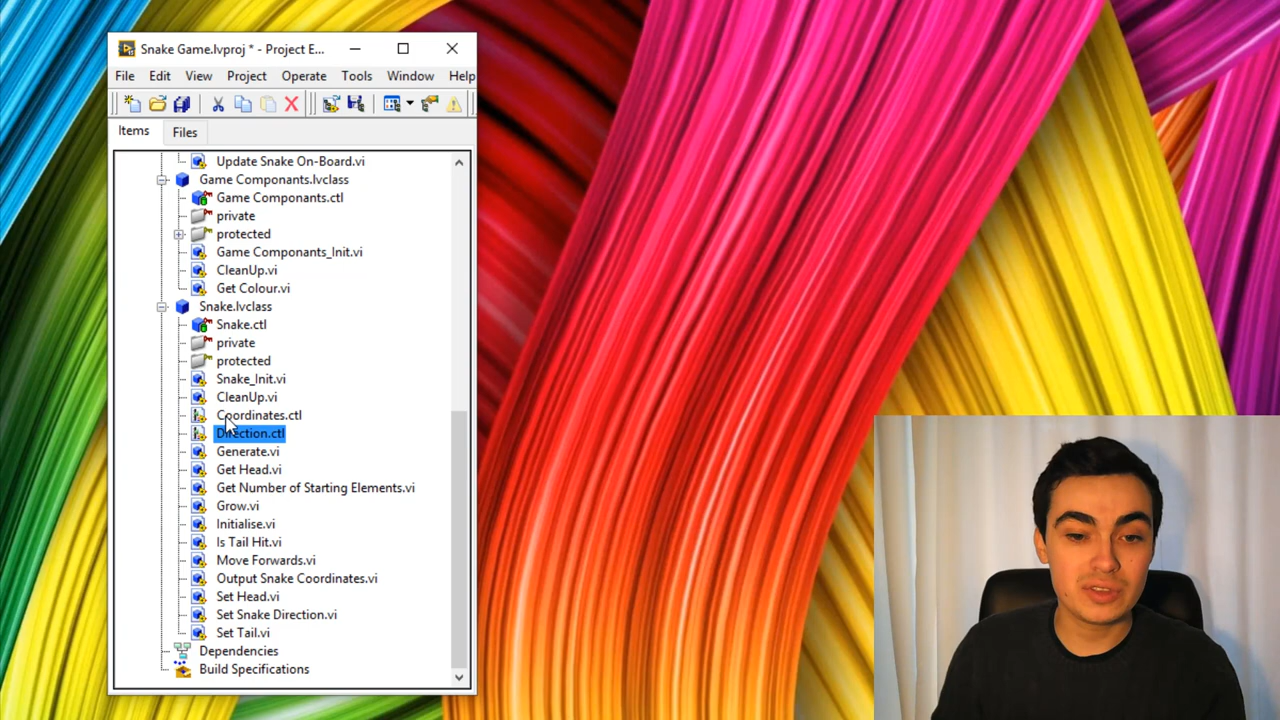 Snake Game.lvproj * - Project E...
File Edit View Project Operate Tools Window Help
Items Files
Update Snake On-Board.vi
Game Componants.lvclass
Game Componants.ctl
private
protected
Game Componants_Init.vi
CleanUp.vi
Get Colour.vi
Snake.lvclass
Snake.ctl
private
protected
Snake_Init.vi
CleanUp.vi
Coordinates.ctl
Direction.ctl
Generate.vi
Get Head.vi
Get Number of Starting Elements.vi
Grow.vi
Initialise.vi
Is Tail Hit.vi
Move Forwards.vi
Output Snake Coordinates.vi
Set Head.vi
Set Snake Direction.vi
Set Tail.vi
Dependencies
Build Specifications